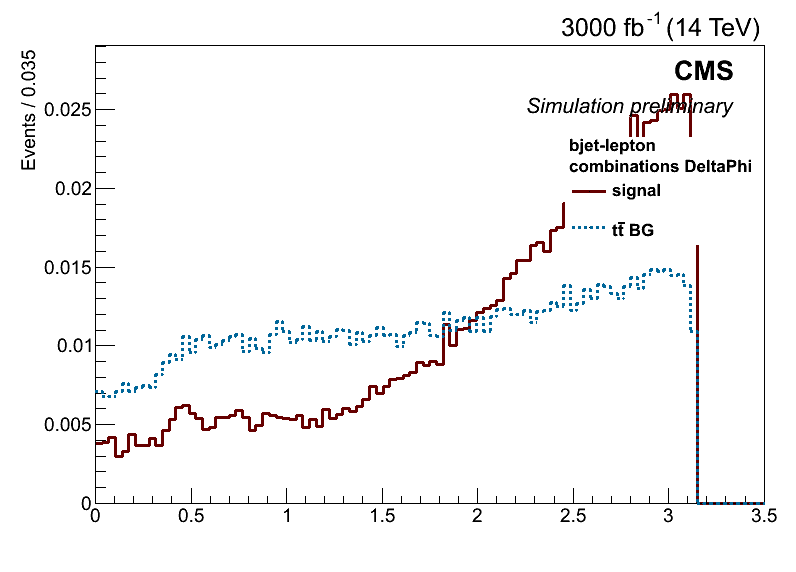 3000 fb-1 (14 TeV)
Events / 0.035
CMS
Simulation preliminary
bjet-lepton
combinations DeltaPhi
signal
tt̄ BG
0.025
0.02
0.015
0.01
0.005
0
0 0.5 1 1.5 2 2.5 3 3.5